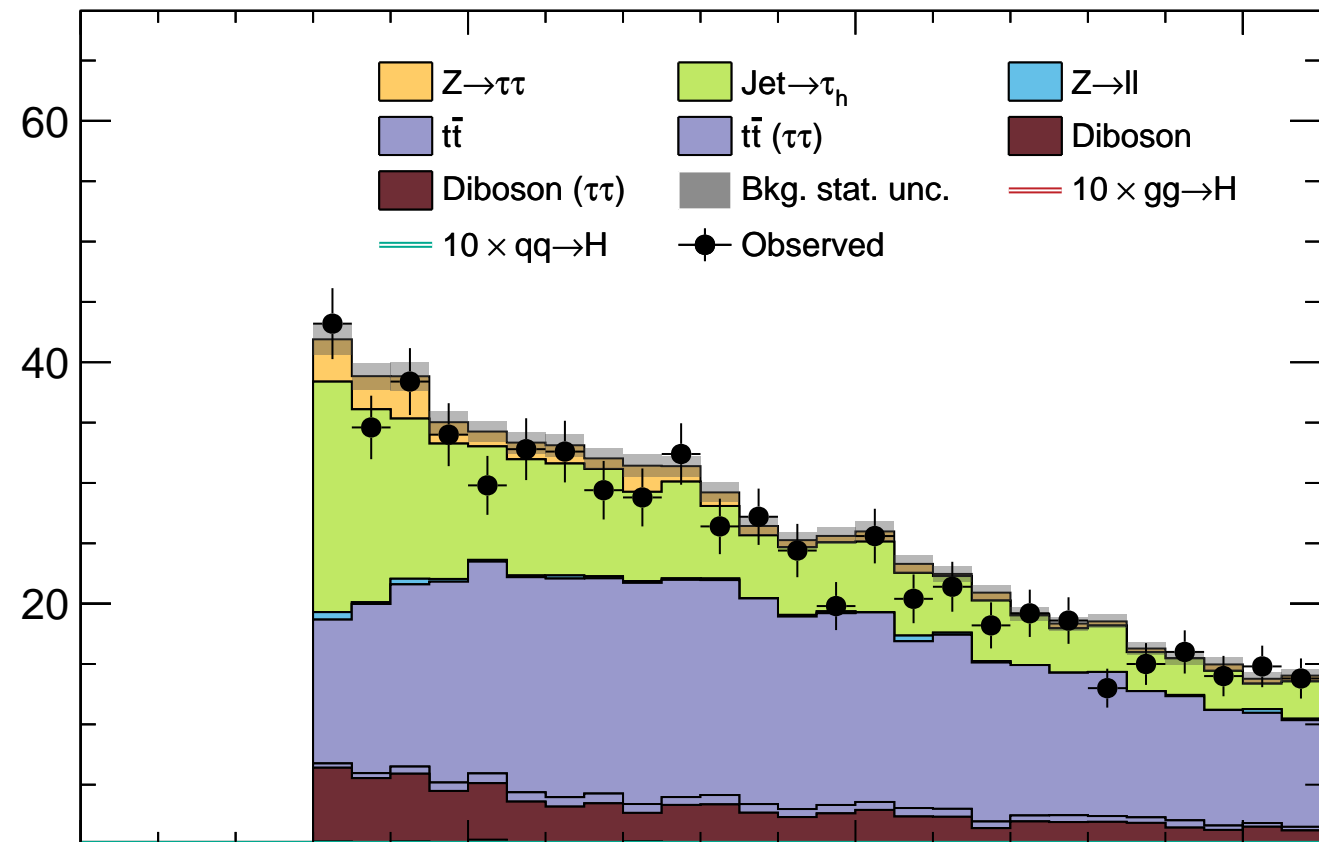 60
40
20
Z→ττ Jet→τh Z→ll
tt̄ tt̄ (ττ) Diboson
Diboson (ττ) Bkg. stat. unc. 10 × gg→H
10 × qq→H Observed